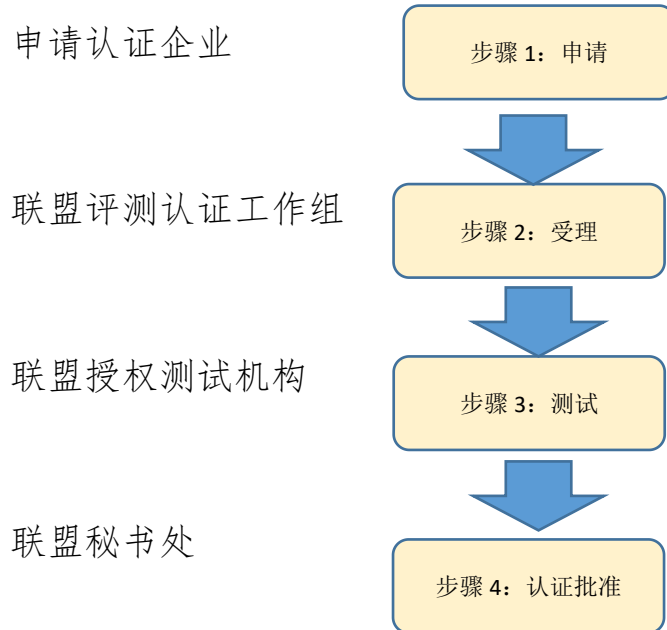 申请认证企业
步骤 1：申请
联盟评测认证工作组
步骤 2：受理
联盟授权测试机构
步骤 3：测试
联盟秘书处
步骤 4：认证批准